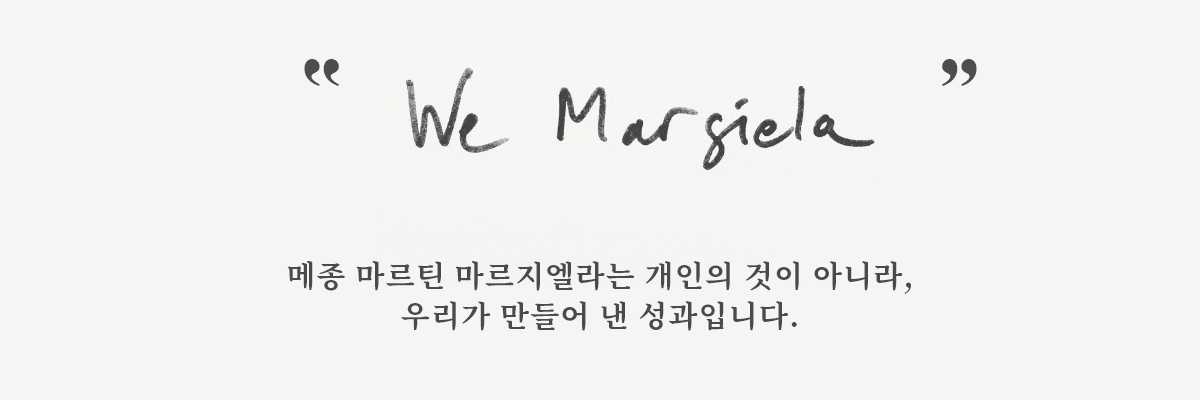 “ We Margiela ”
메종 마르틴 마르지엘라는 개인의 것이 아니라,
우리가 만들어 낸 성과입니다.